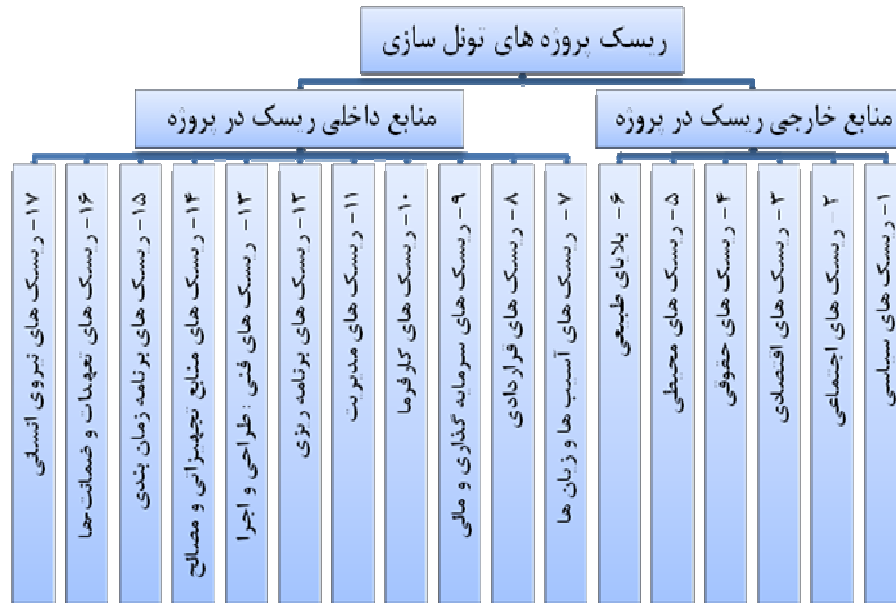 ریسک پروژه های تونل سازی
منابع خارجی ریسک در پروژه
منابع داخلی ریسک در پروژه
۱- ریسک های سیاسی
۲- ریسک های اجتماعی
۳- ریسک های اقتصادی
۴- ریسک های حقوقی
۵- ریسک های محیطی
۶- بلایای طبیعی
۷- ریسک های آسیب ها و زیان ها
۸- ریسک های قراردادی
۹- ریسک های سرمایه گذاری و مالی
۱۰- ریسک های کارفرما
۱۱- ریسک های مدیریت
۱۲- ریسک های برنامه ریزی
۱۳- ریسک های فنی : طراحی و اجرا
۱۴- ریسک های منابع تجهیزاتی و مصالح
۱۵- ریسک های برنامه زمان بندی
۱۶- ریسک های تعهدات و ضمانت ها
۱۷- ریسک های نیروی انسانی